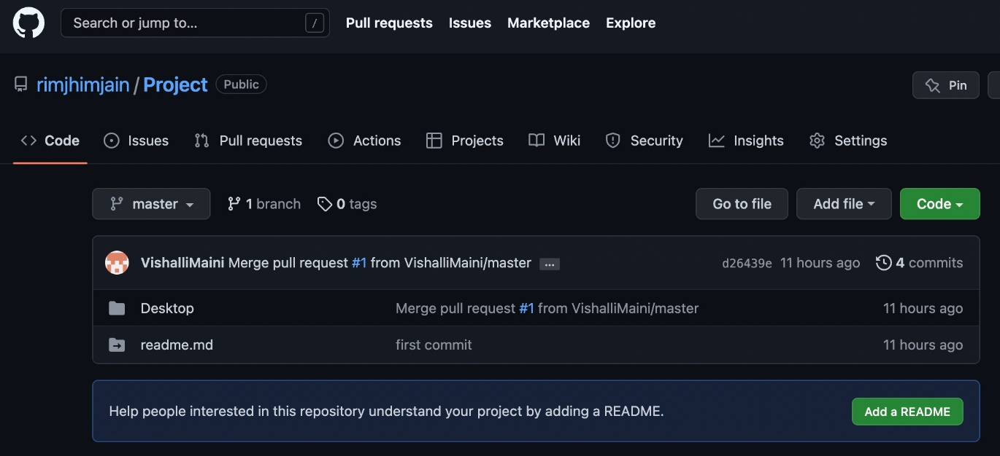 Search or jump to... / Pull requests Issues Marketplace Explore
rimjhimjain / Project Public Pin
<> Code Issues Pull requests Actions Projects Wiki Security Insights Settings
master 1 branch 0 tags Go to file Add file Code
VishalliMaini Merge pull request #1 from VishalliMaini/master ... d26439e 11 hours ago 4 commits
Desktop Merge pull request #1 from VishalliMaini/master 11 hours ago
readme.md first commit 11 hours ago
Help people interested in this repository understand your project by adding a README. Add a README